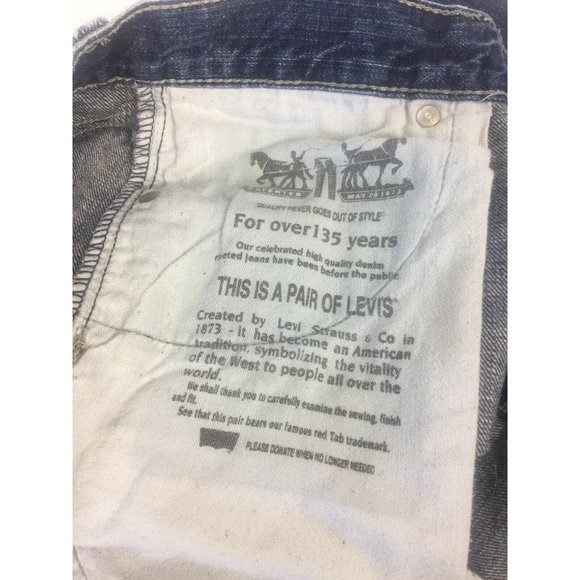 QUALITY NEVER GOES OUT OF STYLE®
For over 135 years
Our celebrated high quality denim
veted Jeans have been before the public
THIS IS A PAIR OF LEVI'S®
Created by Levi Strauss & Co in
1873 - it has become an American
tradition, symbolizing the vitality
of the West to people all over the
world.
We shall thank you to carefully examine the sewing, finish
and fit.
See that this pair bears our famous red Tab trademark.
PLEASE DONATE WHEN NO LONGER NEEDED